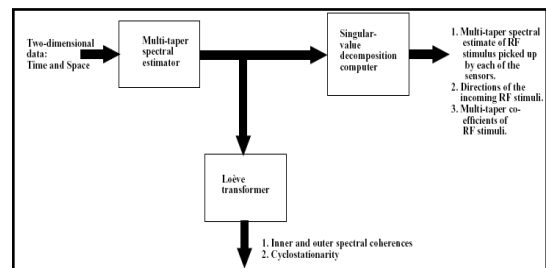 Two-dimensional
data:
Time and Space
Multi-taper
spectral
estimator
Singular-
value
decomposition
computer
1. Multi-taper spectral
estimate of RF
stimulus picked up
by each of the
sensors.
2. Directions of the
incoming RF stimuli.
3. Multi-taper co-
efficients of
RF stimuli.
Loève
transformer
1. Inner and outer spectral coherences
2. Cyclostationarity